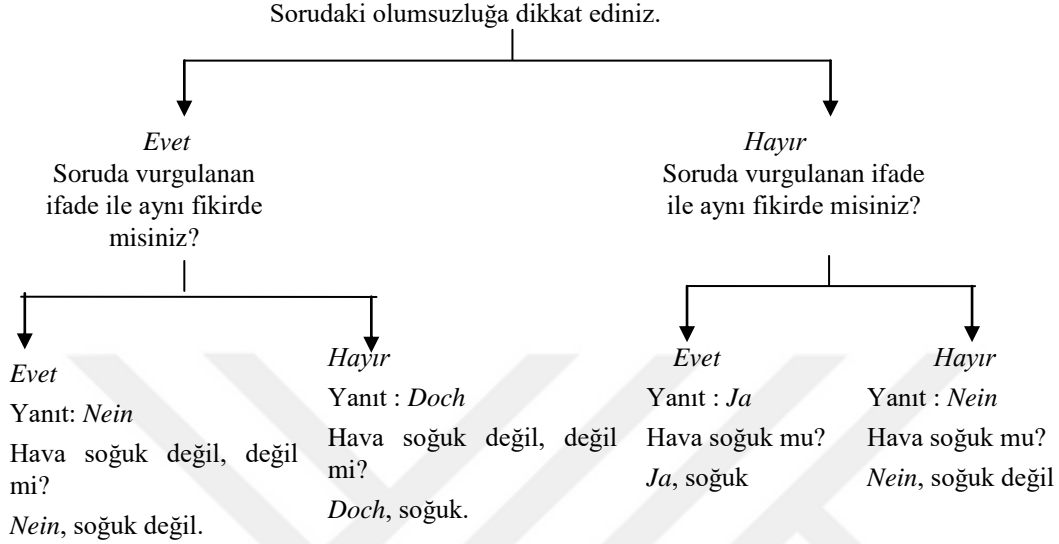 Sorudaki olumsuzluğa dikkat ediniz.
Evet
Soruda vurgulanan
ifade ile aynı fikirde
misiniz?
Hayır
Soruda vurgulanan ifade
ile aynı fikirde misiniz?
Evet
Yanıt: Nein
Hava soğuk değil, değil
mi?
Nein, soğuk değil.
Hayır
Yanıt : Doch
Hava soğuk değil, değil
mi?
Doch, soğuk.
Evet
Yanıt : Ja
Hava soğuk mu?
Ja, soğuk
Hayır
Yanıt : Nein
Hava soğuk mu?
Nein, soğuk değil